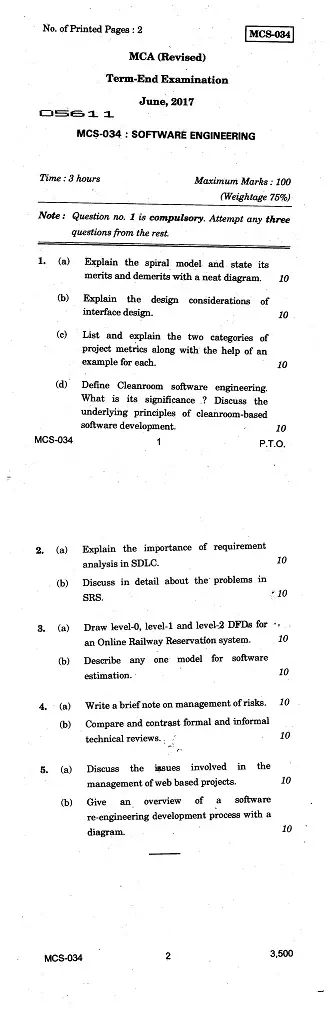 No. of Printed Pages : 2 MCS-034
MCA (Revised)
Term-End Examination
June, 2017
05611
MCS-034 : SOFTWARE ENGINEERING
Time : 3 hours Maximum Marks : 100
(Weightage 75%)
Note : Question no. 1 is compulsory. Attempt any three
questions from the rest.
1. (a) Explain the spiral model and state its
merits and demerits with a neat diagram. 10
(b) Explain the design considerations of
interface design. 10
(c) List and explain the two categories of
project metrics along with the help of an
example for each. 10
(d) Define Cleanroom software engineering.
What is its significance ? Discuss the
underlying principles of cleanroom-based
software development. 10
MCS-034 1 P.T.O.
2. (a) Explain the importance of requirement
analysis in SDLC. 10
(b) Discuss in detail about the problems in
SRS. 10
3. (a) Draw level-0, level-1 and level-2 DFDs for
an Online Railway Reservation system. 10
(b) Describe any one model for software
estimation. 10
4. (a) Write a brief note on management of risks. 10
(b) Compare and contrast formal and informal
technical reviews. 10
5. (a) Discuss the issues involved in the
management of web based projects. 10
(b) Give an overview of a software
re-engineering development process with a
diagram. 10
MCS-034 2 3,500